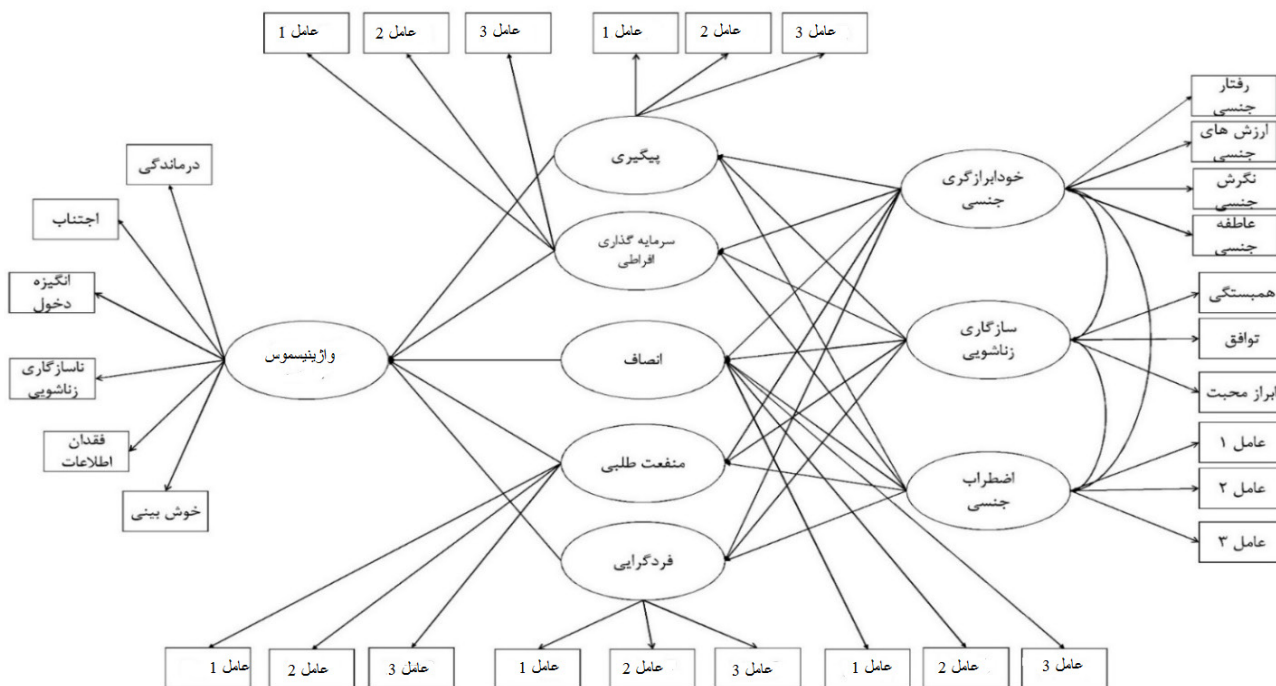 عامل 1
عامل 2
عامل 3
عامل 1
عامل 2
عامل 3
رفتار
جنسی
ارزش های
جنسی
نگرش
جنسی
عاطفه
جنسی
همبستگی
توافق
ابراز محبت
عامل ۱
عامل ۲
عامل ۳
خودابرازگری
جنسی
سازگاری
زناشویی
اضطراب
جنسی
پیگیری
سرمایه گذاری
افراطی
انصاف
منفعت طلبی
فردگرایی
واژینیسموس
درماندگی
اجتناب
انگیزه
دخول
ناسازگاری
زناشویی
فقدان
اطلاعات
خوش بینی
عامل 1
عامل 2
عامل 3
عامل 1
عامل 2
عامل 3
عامل 1
عامل 2
عامل 3